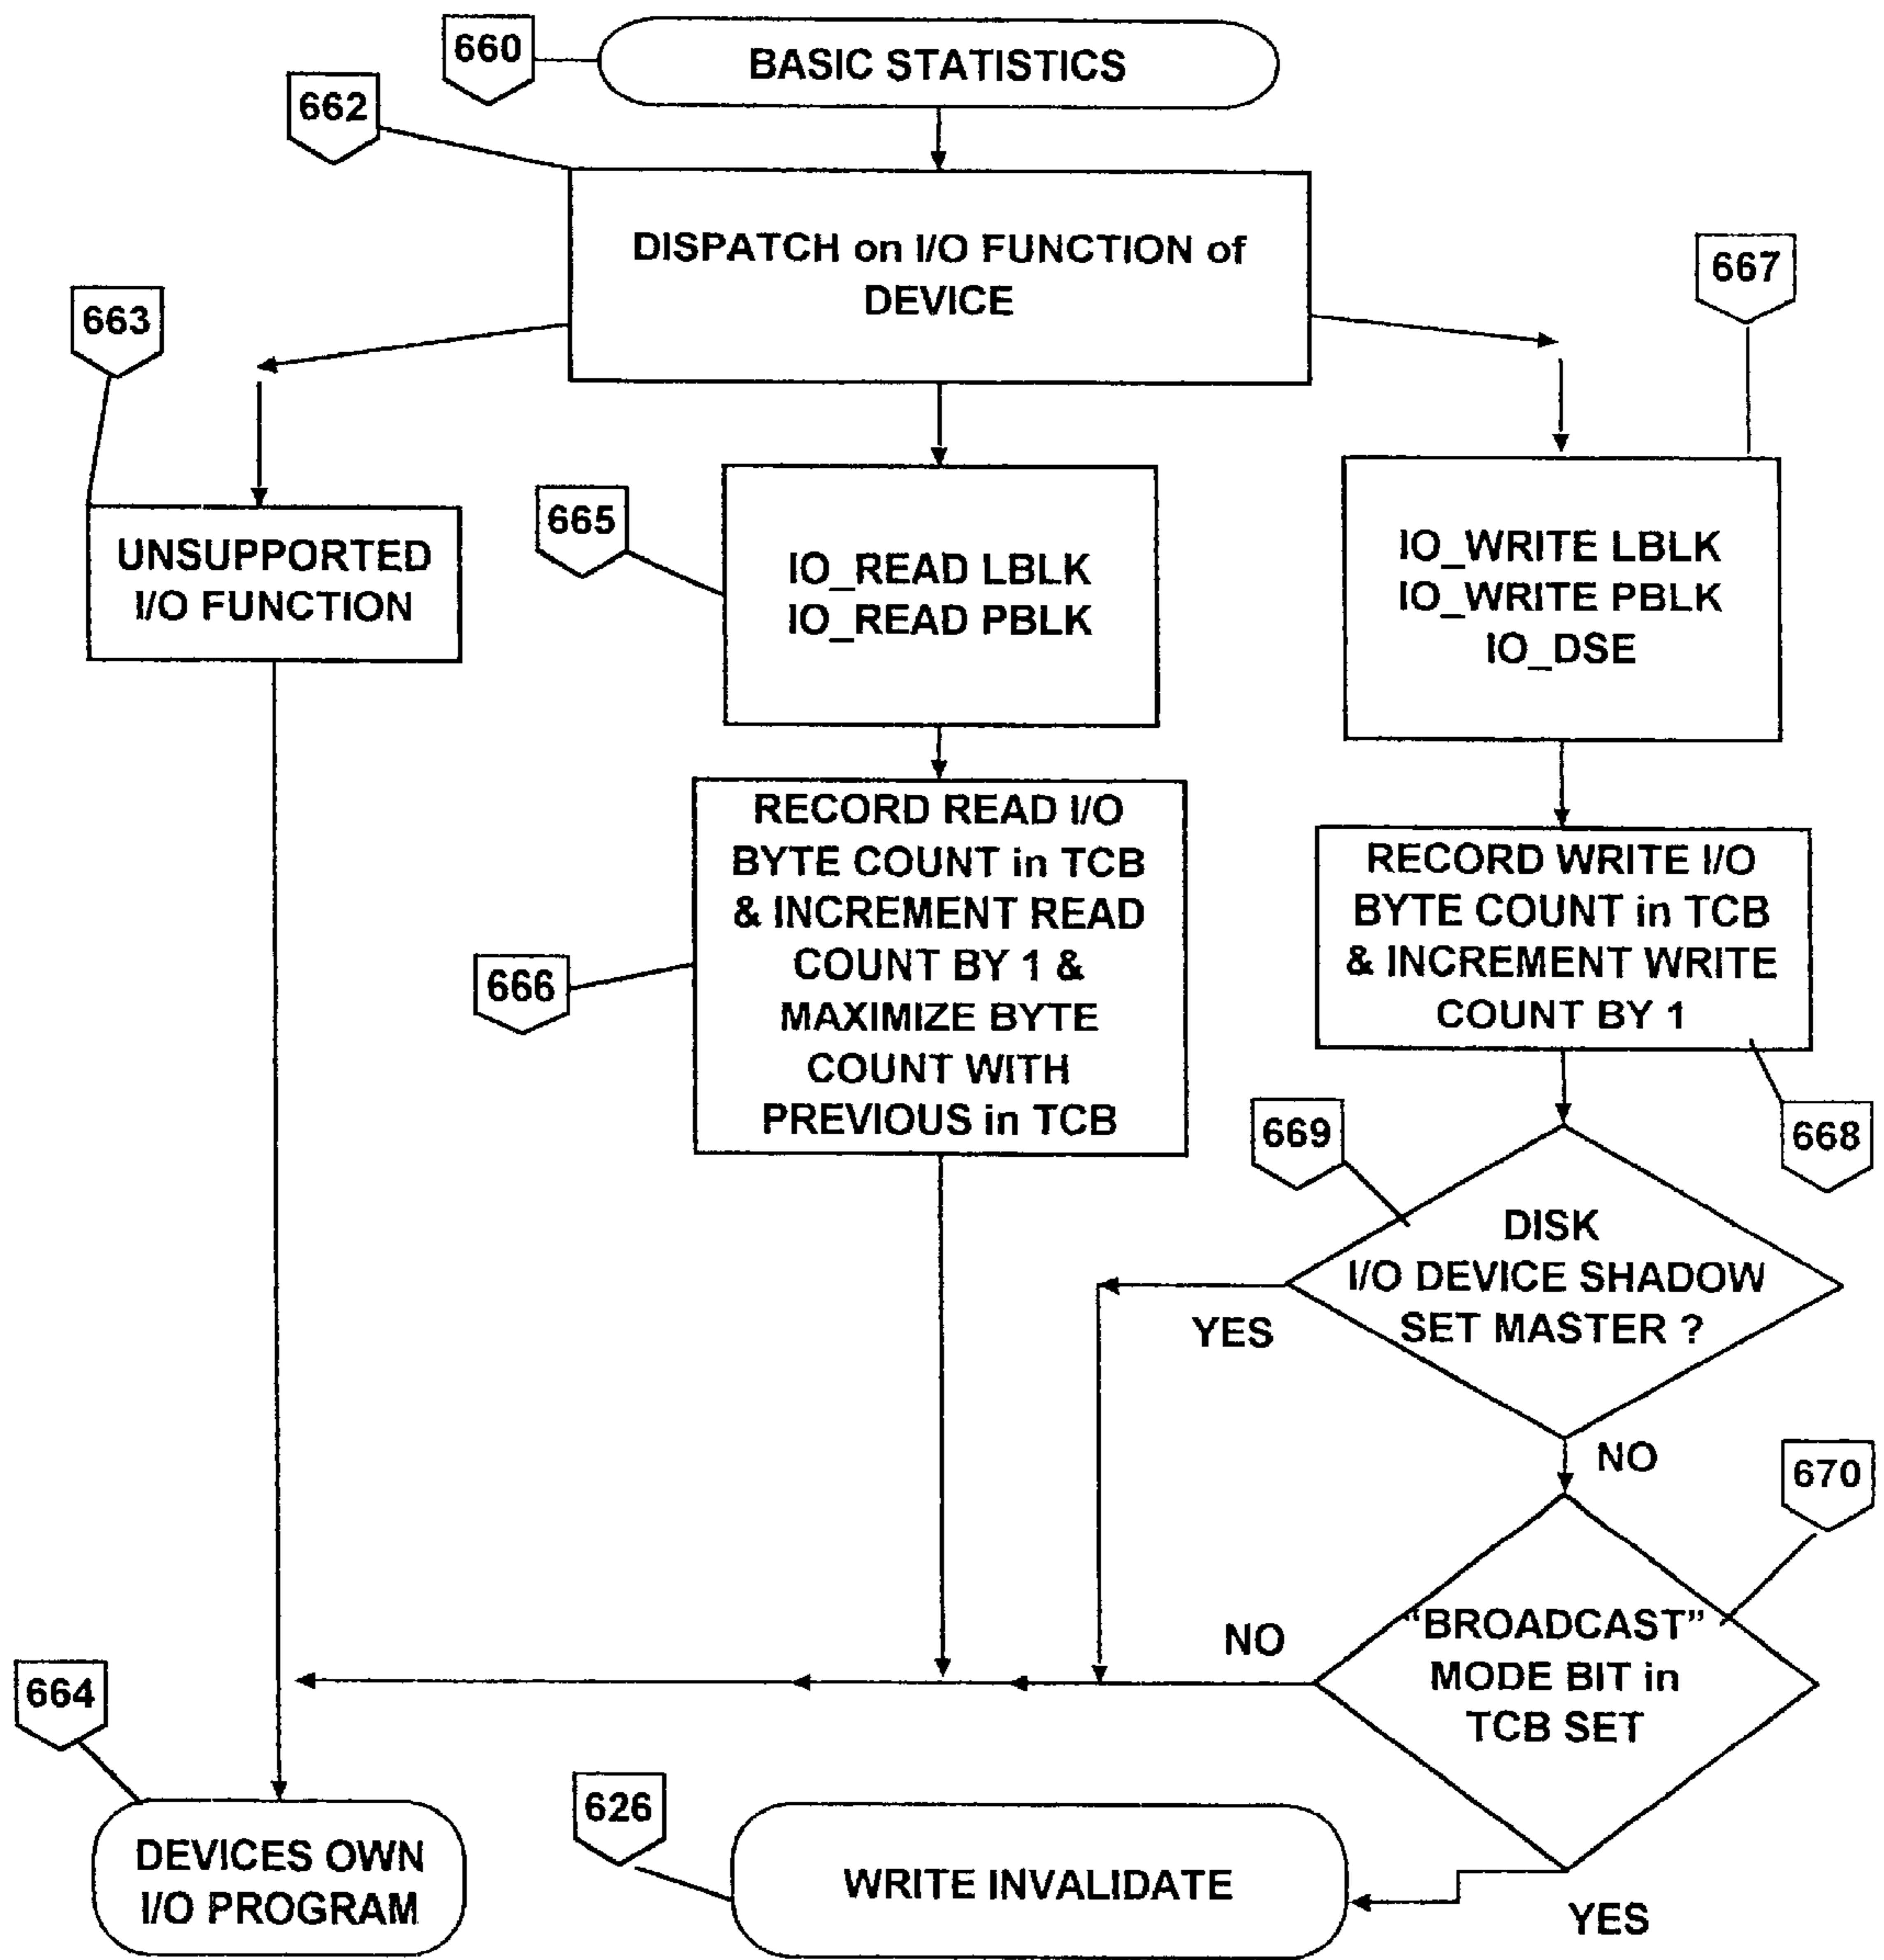 660
BASIC STATISTICS
662
DISPATCH on I/O FUNCTION of
DEVICE
667
663
UNSUPPORTED
I/O FUNCTION
665
IO_READ LBLK
IO_READ PBLK
IO_WRITE LBLK
IO_WRITE PBLK
IO_DSE
RECORD READ I/O
BYTE COUNT in TCB
& INCREMENT READ
COUNT BY 1 &
MAXIMIZE BYTE
COUNT WITH
PREVIOUS in TCB
666
RECORD WRITE I/O
BYTE COUNT in TCB
& INCREMENT WRITE
COUNT BY 1
668
669
DISK
I/O DEVICE SHADOW
SET MASTER ?
YES
NO
670
"BROADCAST"
MODE BIT in
TCB SET
NO
YES
664
DEVICES OWN
I/O PROGRAM
626
WRITE INVALIDATE